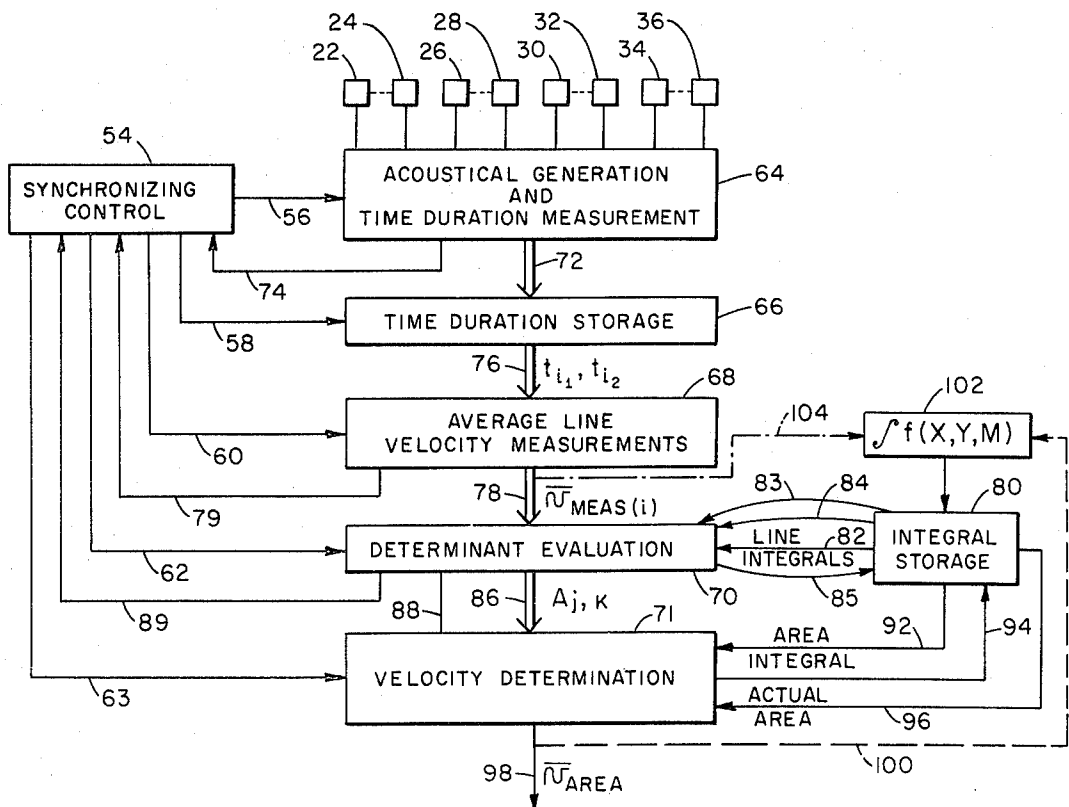 24 28 32 36
22 26 30 34
54
SYNCHRONIZING
CONTROL
56
ACOUSTICAL GENERATION
AND
TIME DURATION MEASUREMENT
64
74
72
58
TIME DURATION STORAGE
66
76
t_{i_1}, t_{i_2}
68
60
AVERAGE LINE
VELOCITY MEASUREMENTS
104
102
∫ f(X,Y,M)
79
78
v̅_{MEAS(i)}
83
84
80
62
DETERMINANT EVALUATION
LINE 82
INTEGRALS
INTEGRAL
STORAGE
89
88
86
A_j, K
70
85
71
92
94
63
VELOCITY DETERMINATION
AREA
INTEGRAL
ACTUAL
AREA
96
98
v̅_{AREA}
100